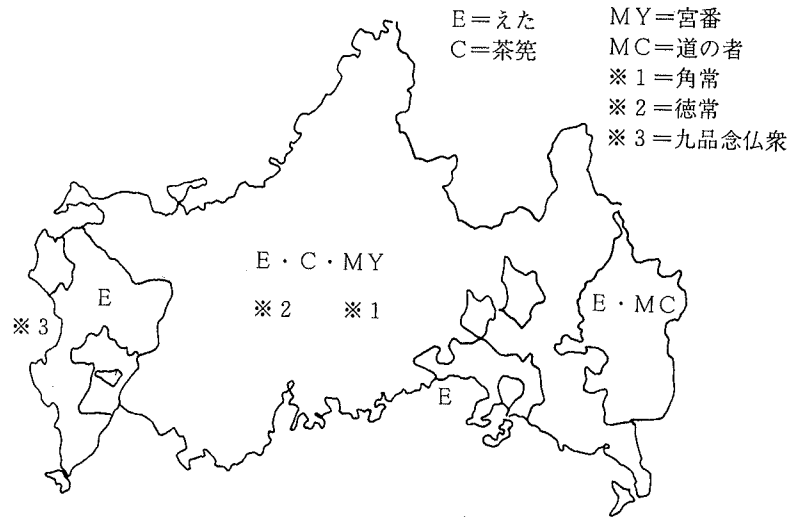 E＝えた
C＝茶筅
MY＝宮番
MC＝道の者
※1＝角常
※2＝徳常
※3＝九品念仏衆
E・C・MY
E
※2
※1
E・MC
※3
E